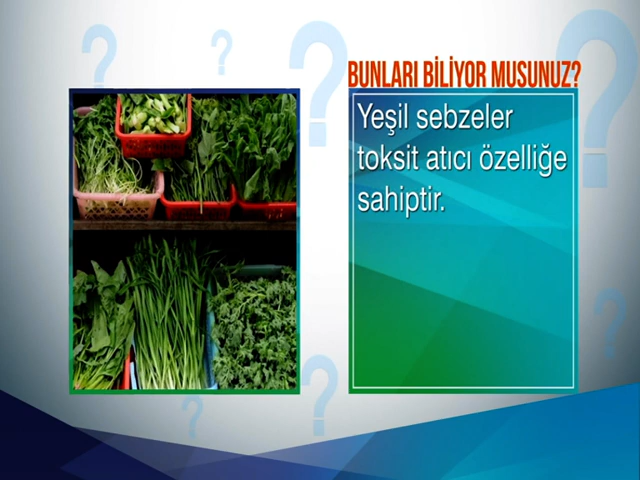 BUNLARI BİLİYOR MUSUNUZ?
Yeşil sebzeler
toksit atıcı özelliğe
sahiptir.